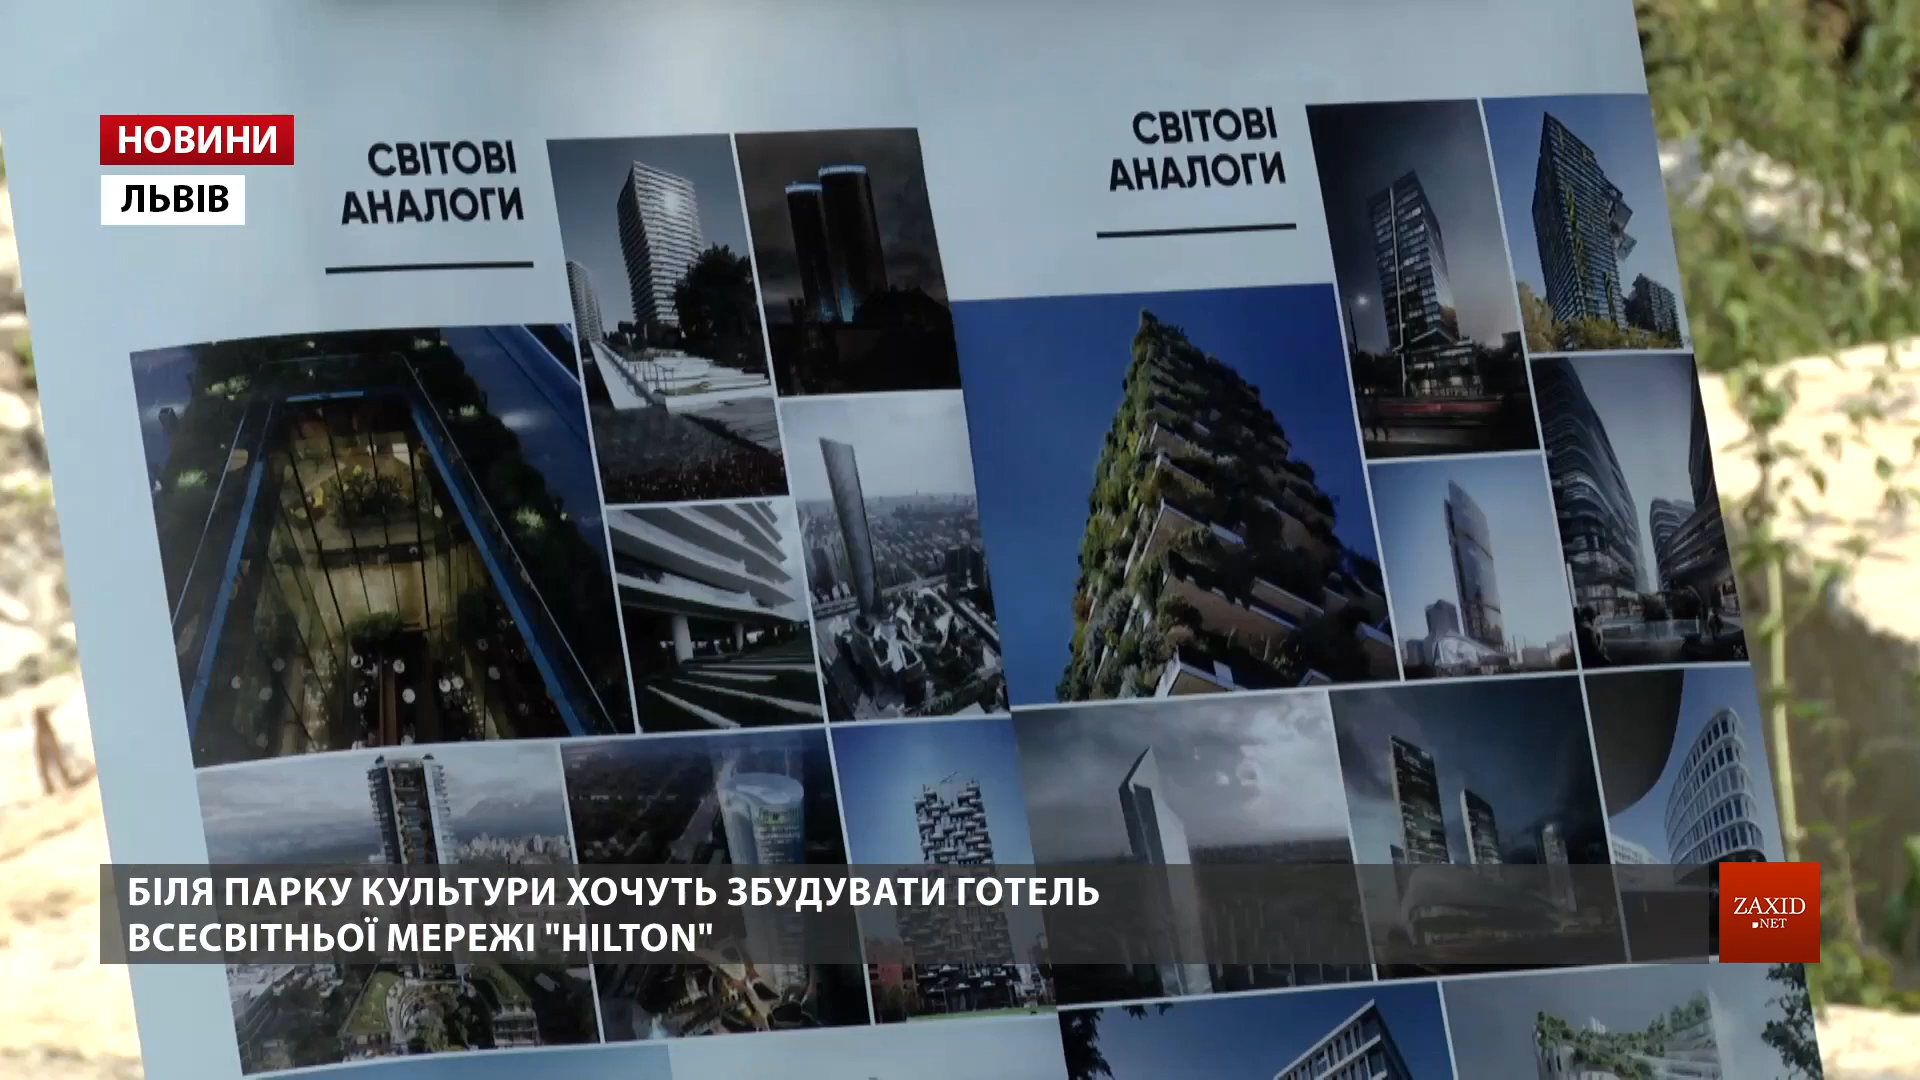 НОВИНИ
ЛЬВІВ
СВІТОВІ
АНАЛОГИ
СВІТОВІ
АНАЛОГИ
БІЛЯ ПАРКУ КУЛЬТУРИ ХОЧУТЬ ЗБУДУВАТИ ГОТЕЛЬ
ВСЕСВІТНЬОЇ МЕРЕЖІ "HILTON"
ZAXID
.NET